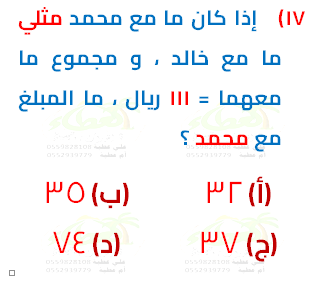 ١٧) إذا كان ما مع محمد مثلي
ما مع خالد ، و مجموع ما
معهما = ١١١ ريال ، ما المبلغ
مع محمد ؟
(أ) ٣٢ (ب) ٣٥
(ج) ٣٧ (د) ٧٤